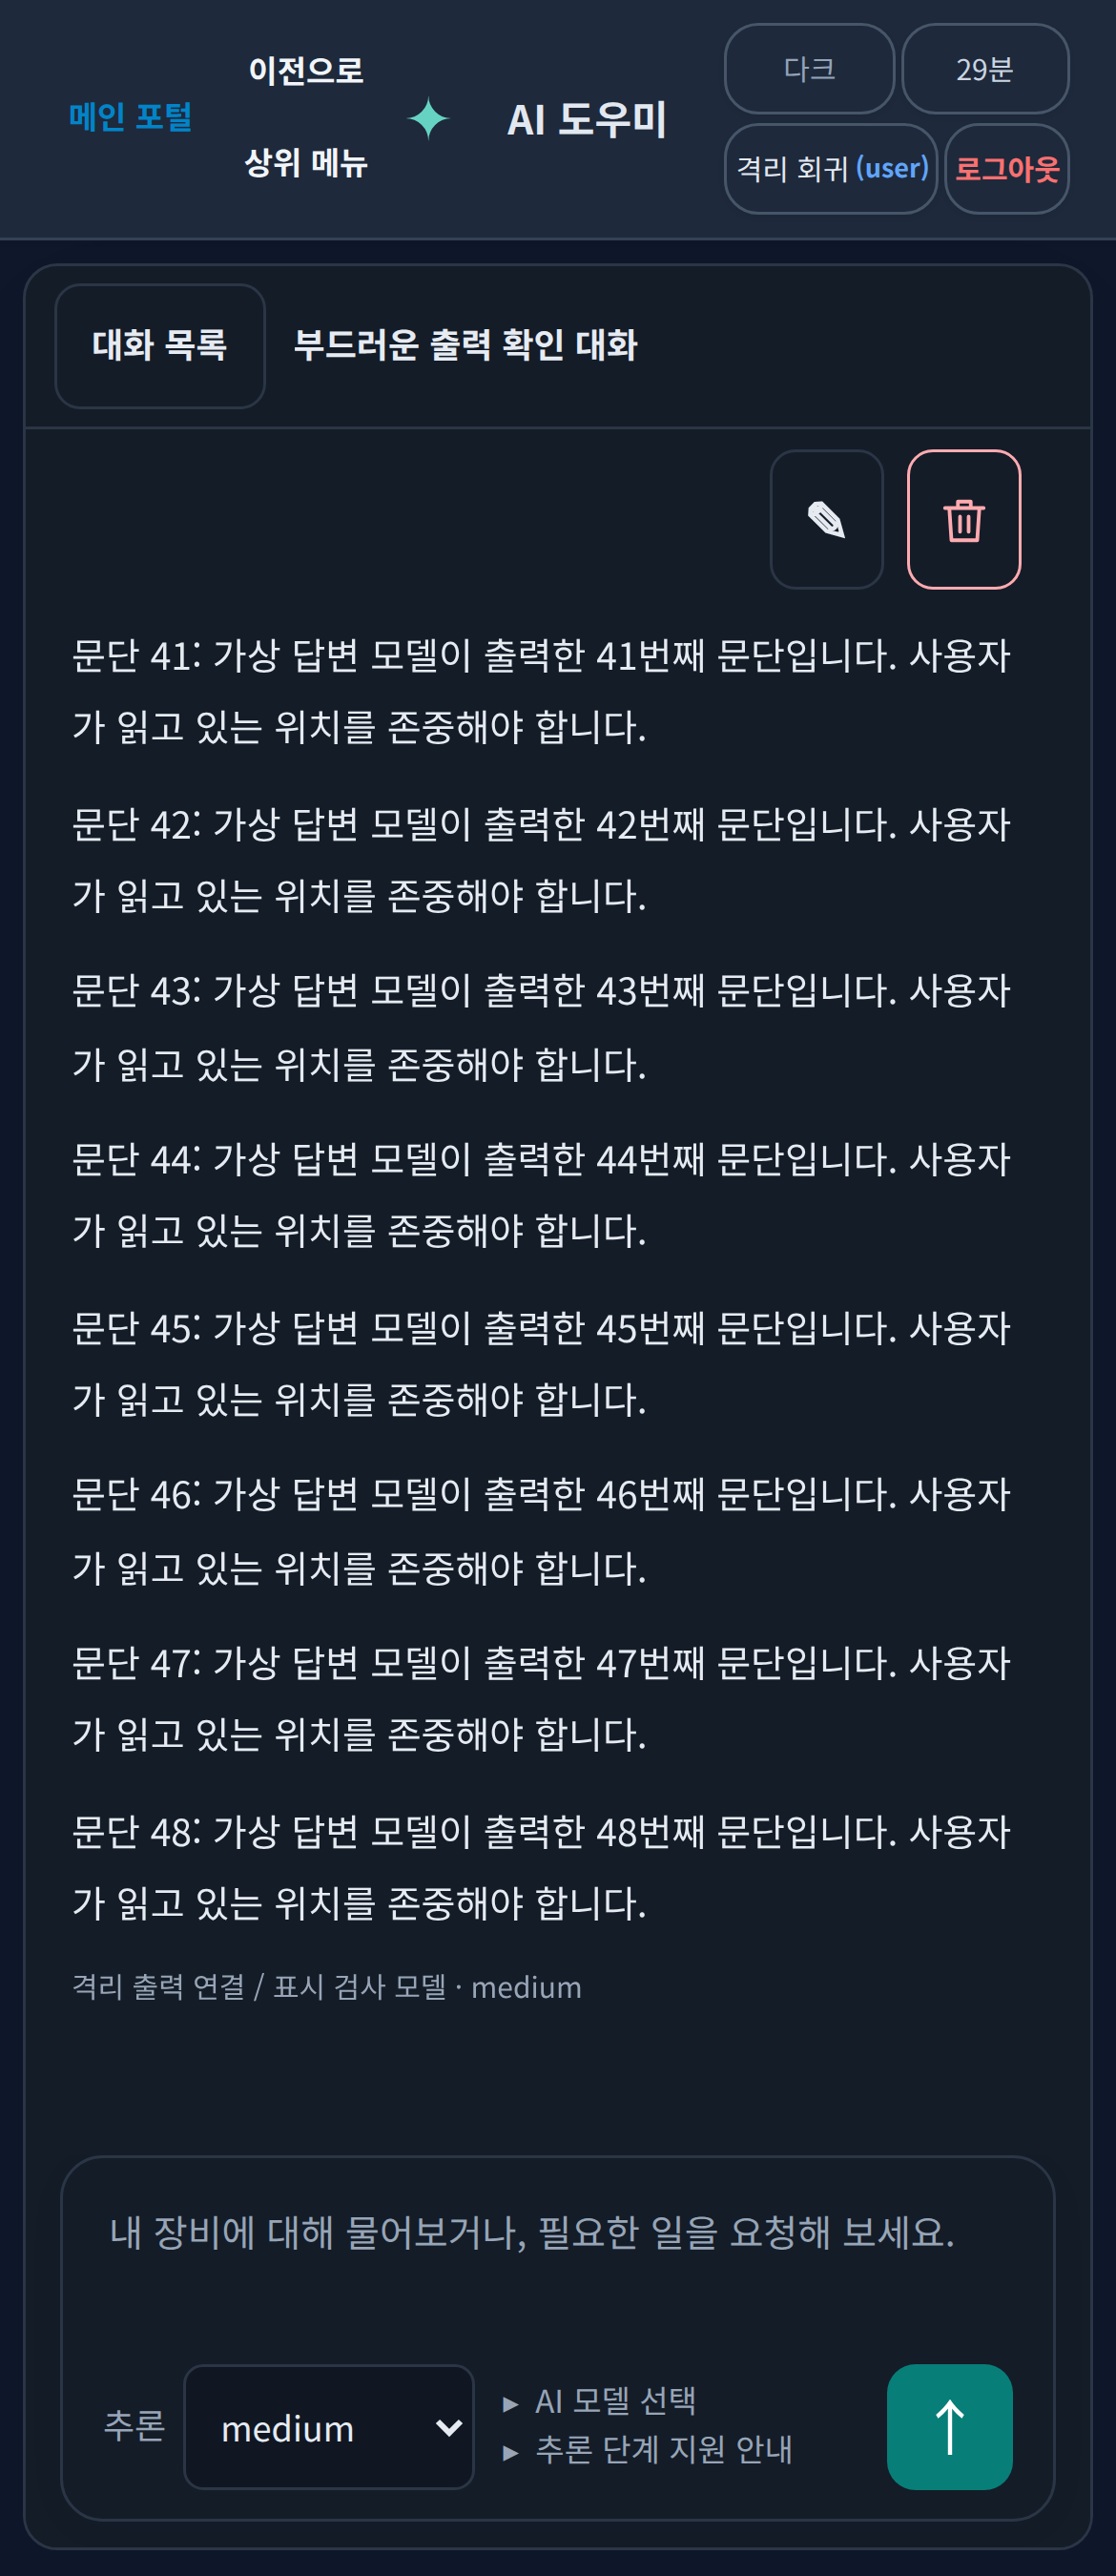 메인 포털
이전으로
상위 메뉴
AI 도우미
다크
29분
격리 회귀 (user)
로그아웃
대화 목록
부드러운 출력 확인 대화
문단 41: 가상 답변 모델이 출력한 41번째 문단입니다. 사용자
가 읽고 있는 위치를 존중해야 합니다.
문단 42: 가상 답변 모델이 출력한 42번째 문단입니다. 사용자
가 읽고 있는 위치를 존중해야 합니다.
문단 43: 가상 답변 모델이 출력한 43번째 문단입니다. 사용자
가 읽고 있는 위치를 존중해야 합니다.
문단 44: 가상 답변 모델이 출력한 44번째 문단입니다. 사용자
가 읽고 있는 위치를 존중해야 합니다.
문단 45: 가상 답변 모델이 출력한 45번째 문단입니다. 사용자
가 읽고 있는 위치를 존중해야 합니다.
문단 46: 가상 답변 모델이 출력한 46번째 문단입니다. 사용자
가 읽고 있는 위치를 존중해야 합니다.
문단 47: 가상 답변 모델이 출력한 47번째 문단입니다. 사용자
가 읽고 있는 위치를 존중해야 합니다.
문단 48: 가상 답변 모델이 출력한 48번째 문단입니다. 사용자
가 읽고 있는 위치를 존중해야 합니다.
격리 출력 연결 / 표시 검사 모델 · medium
내 장비에 대해 물어보거나, 필요한 일을 요청해 보세요.
추론
medium
▸ AI 모델 선택
▸ 추론 단계 지원 안내